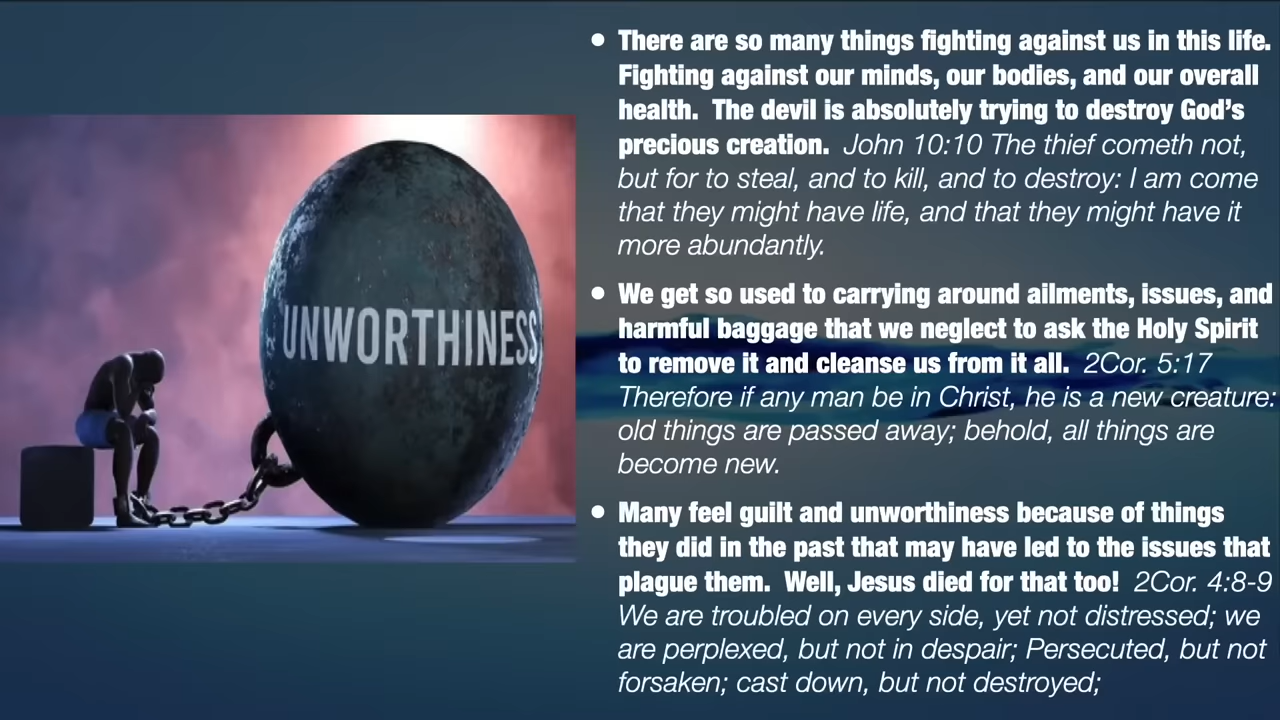 UNWORTHINESS
• There are so many things fighting against us in this life.
Fighting against our minds, our bodies, and our overall
health.  The devil is absolutely trying to destroy God’s
precious creation.  John 10:10 The thief cometh not,
but for to steal, and to kill, and to destroy: I am come
that they might have life, and that they might have it
more abundantly.
• We get so used to carrying around ailments, issues, and
harmful baggage that we neglect to ask the Holy Spirit
to remove it and cleanse us from it all.  2Cor. 5:17
Therefore if any man be in Christ, he is a new creature:
old things are passed away; behold, all things are
become new.
• Many feel guilt and unworthiness because of things
they did in the past that may have led to the issues that
plague them.  Well, Jesus died for that too!  2Cor. 4:8-9
We are troubled on every side, yet not distressed; we
are perplexed, but not in despair; Persecuted, but not
forsaken; cast down, but not destroyed;